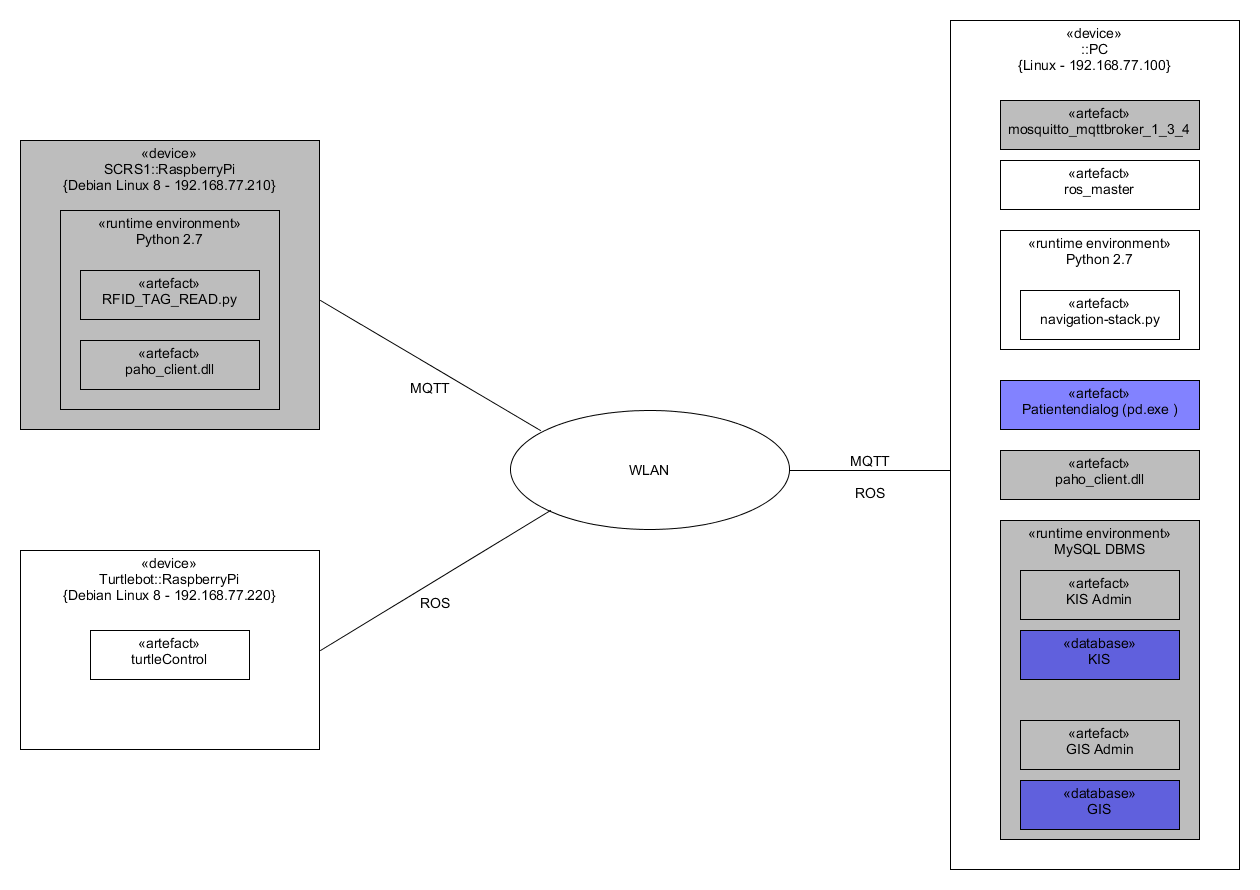 «device»
SCRS1::RaspberryPi
{Debian Linux 8 - 192.168.77.210}
«runtime environment»
Python 2.7
«artefact»
RFID_TAG_READ.py
«artefact»
paho_client.dll
MQTT
«device»
Turtlebot::RaspberryPi
{Debian Linux 8 - 192.168.77.220}
«artefact»
turtleControl
ROS
WLAN
MQTT
ROS
«device»
::PC
{Linux - 192.168.77.100}
«artefact»
mosquitto_mqttbroker_1_3_4
«artefact»
ros_master
«runtime environment»
Python 2.7
«artefact»
navigation-stack.py
«artefact»
Patientendialog (pd.exe )
«artefact»
paho_client.dll
«runtime environment»
MySQL DBMS
«artefact»
KIS Admin
«database»
KIS
«artefact»
GIS Admin
«database»
GIS